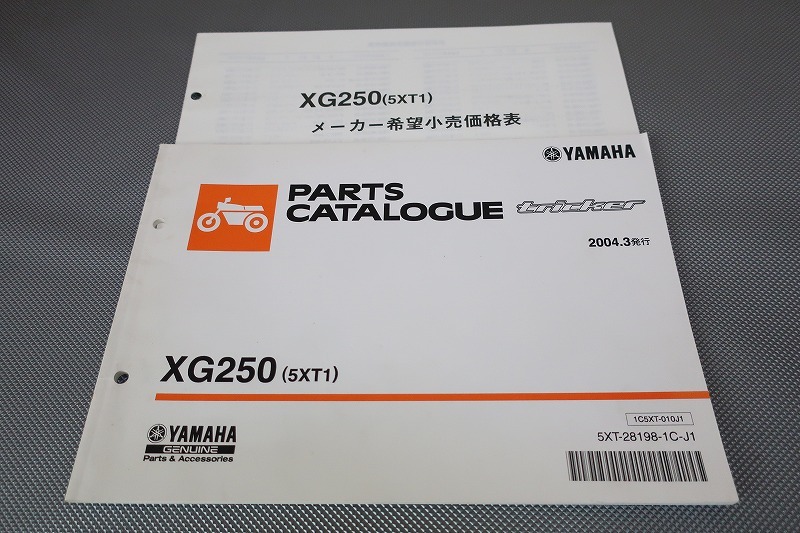 XG250(5XT1)
メーカー希望小売価格表
YAMAHA
PARTS
CATALOGUE
tricker
2004.3発行
XG250 (5XT1)
1C5XT-010J1
5XT-28198-1C-J1
YAMAHA
GENUINE
Parts & Accessories